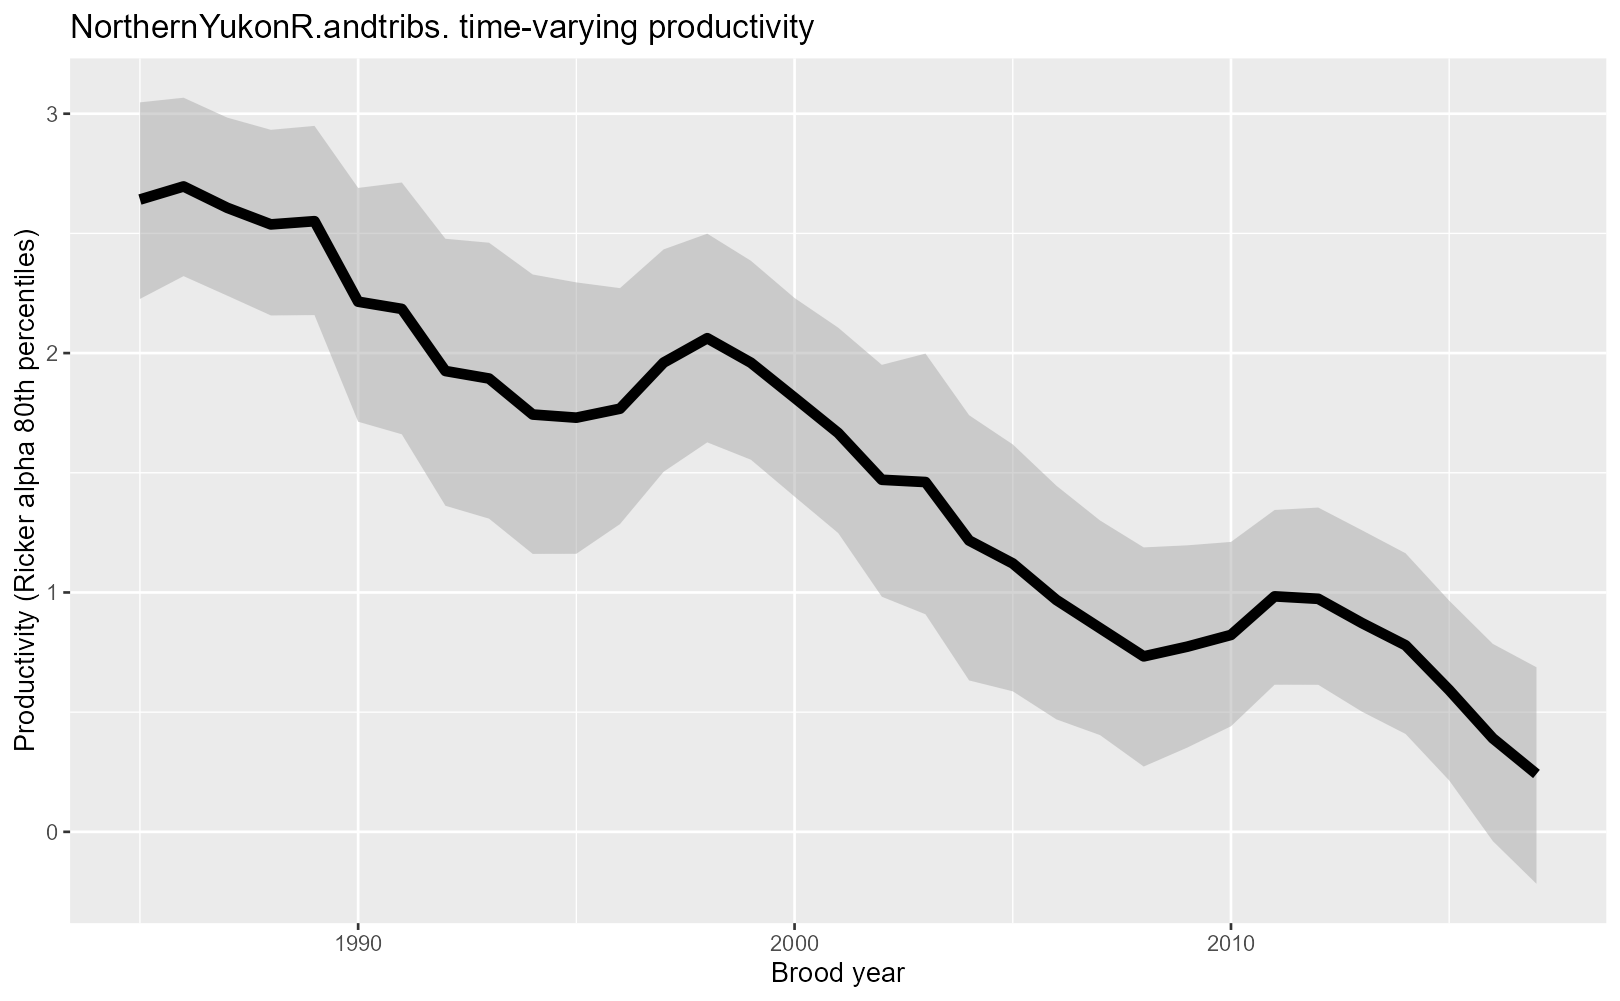 NorthernYukonR.andtribs. time-varying productivity
Productivity (Ricker alpha 80th percentiles)
3
2
1
0
1990
2000
2010
Brood year